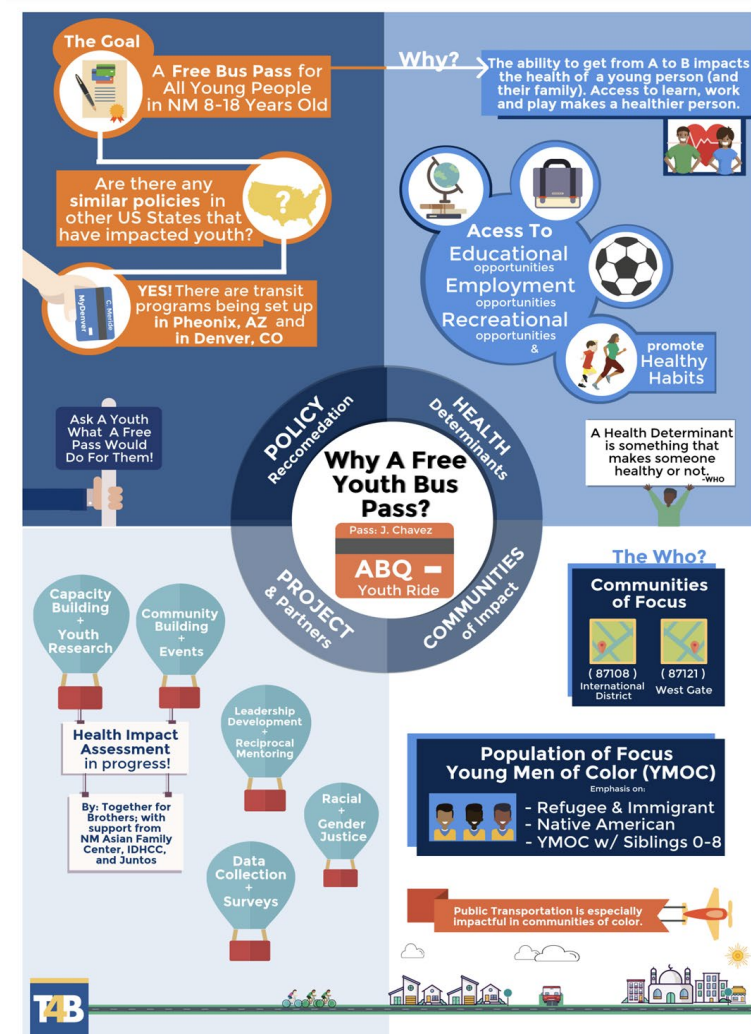 The Goal
A Free Bus Pass for
All Young People
in NM 8-18 Years Old
Are there any
similar policies in
other US States that
have impacted youth?
?
YES! There are transit
programs being set up
in Pheonix, AZ and
in Denver, CO
C. Meride
MyDenver
Ask A Youth
What A Free
Pass Would
Do For Them!
Why?
The ability to get from A to B impacts
the health of a young person (and
their family). Access to learn, work
and play makes a healthier person.
Acess To
Educational
opportunities
Employment
opportunities
Recreational
opportunities
&
promote
Healthy
Habits
A Health Determinant
is something that
makes someone
healthy or not.
-WHO
POLICY
Reccomedation
HEALTH
Determinants
PROJECT
& Partners
COMMUNITIES
of Impact
Why A Free
Youth Bus
Pass?
Pass: J. Chavez
ABQ
Youth Ride
Capacity
Building
+
Youth
Research
Community
Building
+
Events
Health Impact
Assessment
in progress!
By: Together for
Brothers; with
support from
NM Asian Family
Center, IDHCC,
and Juntos
Leadership
Development
+
Reciprocal
Mentoring
Racial
+
Gender
Justice
Data
Collection
+
Surveys
The Who?
Communities
of Focus
( 87108 )
International
District
( 87121 )
West Gate
Population of Focus
Young Men of Color (YMOC)
Emphasis on:
- Refugee & Immigrant
- Native American
- YMOC w/ Siblings 0-8
Public Transportation is especially
impactful in communities of color.
T4B